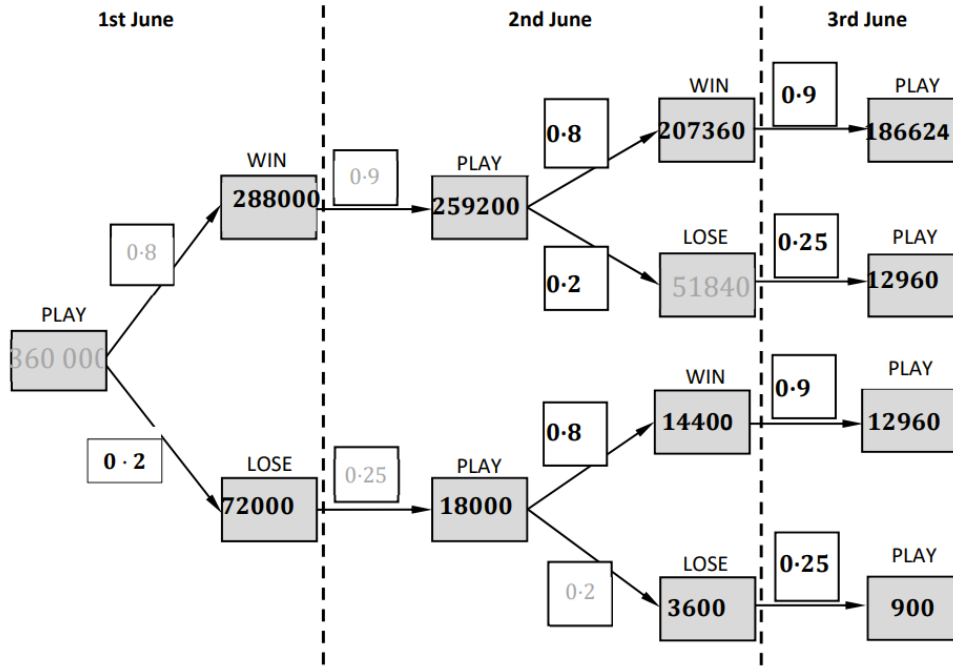 1st June
2nd June
3rd June
WIN
0·9
PLAY
0·8
207360
186624
WIN
0·9
PLAY
288000
259200
LOSE
0·25
PLAY
0·8
0·2
51840
12960
PLAY
360 000
WIN
0·9
PLAY
0·8
14400
12960
0·2
LOSE
0·25
PLAY
72000
18000
LOSE
0·25
PLAY
0·2
3600
900